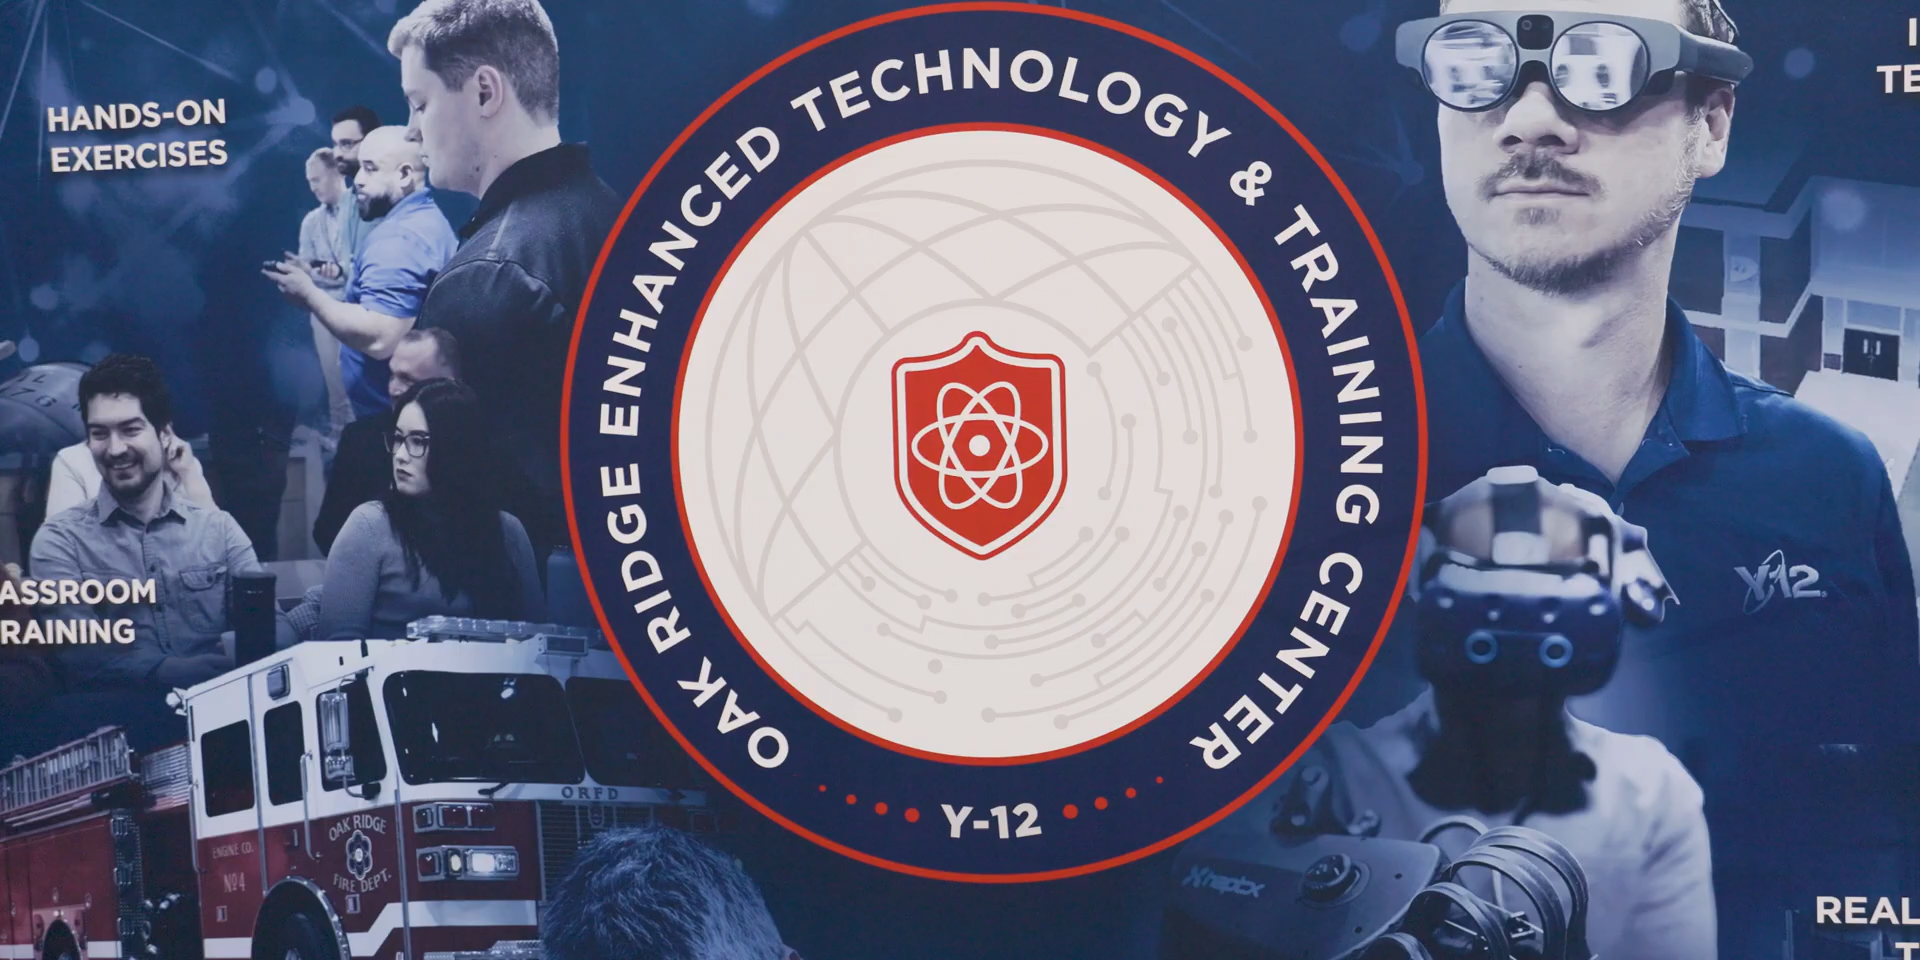 HANDS-ON
EXERCISES
OAK RIDGE ENHANCED TECHNOLOGY & TRAINING CENTER
Y-12
ASSROOM
RAINING
I
TE
Y-12
ORFD
OAK RIDGE
FIRE DEPT.
ENGINE CO.
Nº4
REAL
T